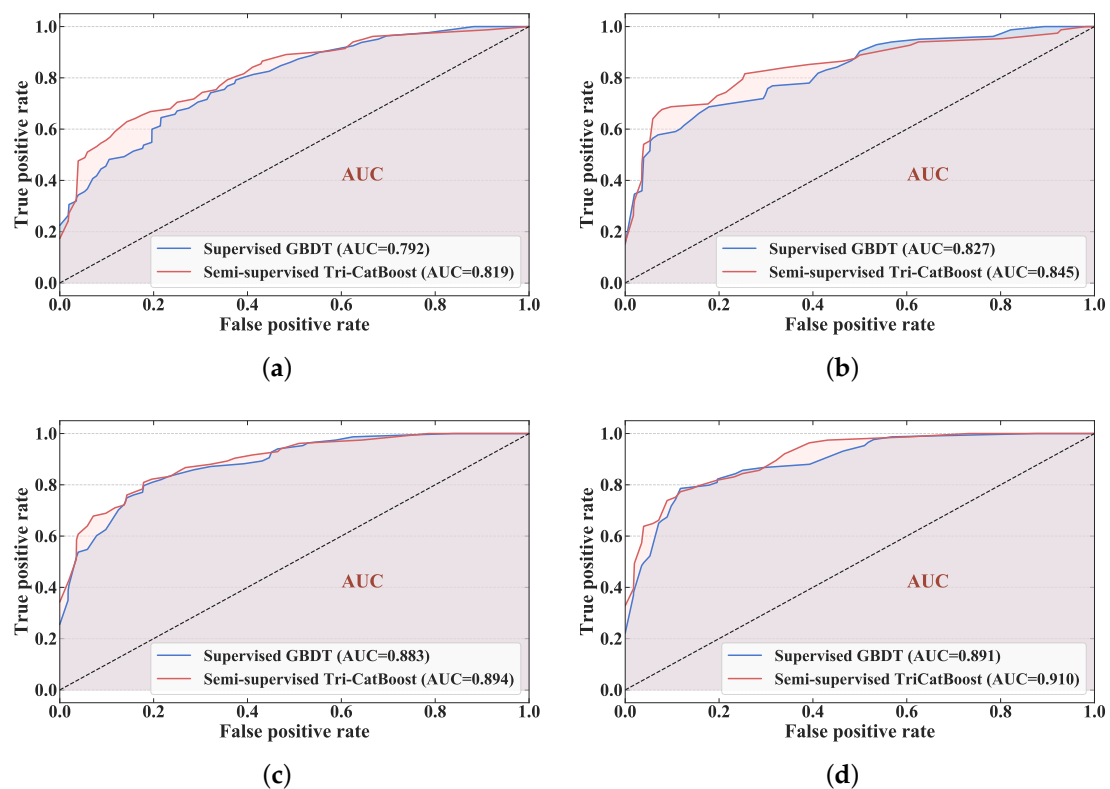 1.0
0.8
0.6
0.4
0.2
0.0
True positive rate
AUC
Supervised GBDT (AUC=0.792)
Semi-supervised Tri-CatBoost (AUC=0.819)
0.0 0.2 0.4 0.6 0.8 1.0
False positive rate
(a)
1.0
0.8
0.6
0.4
0.2
0.0
True positive rate
AUC
Supervised GBDT (AUC=0.827)
Semi-supervised Tri-CatBoost (AUC=0.845)
0.0 0.2 0.4 0.6 0.8 1.0
False positive rate
(b)
1.0
0.8
0.6
0.4
0.2
0.0
True positive rate
AUC
Supervised GBDT (AUC=0.883)
Semi-supervised Tri-CatBoost (AUC=0.894)
0.0 0.2 0.4 0.6 0.8 1.0
False positive rate
(c)
1.0
0.8
0.6
0.4
0.2
0.0
True positive rate
AUC
Supervised GBDT (AUC=0.891)
Semi-supervised TriCatBoost (AUC=0.910)
0.0 0.2 0.4 0.6 0.8 1.0
False positive rate
(d)